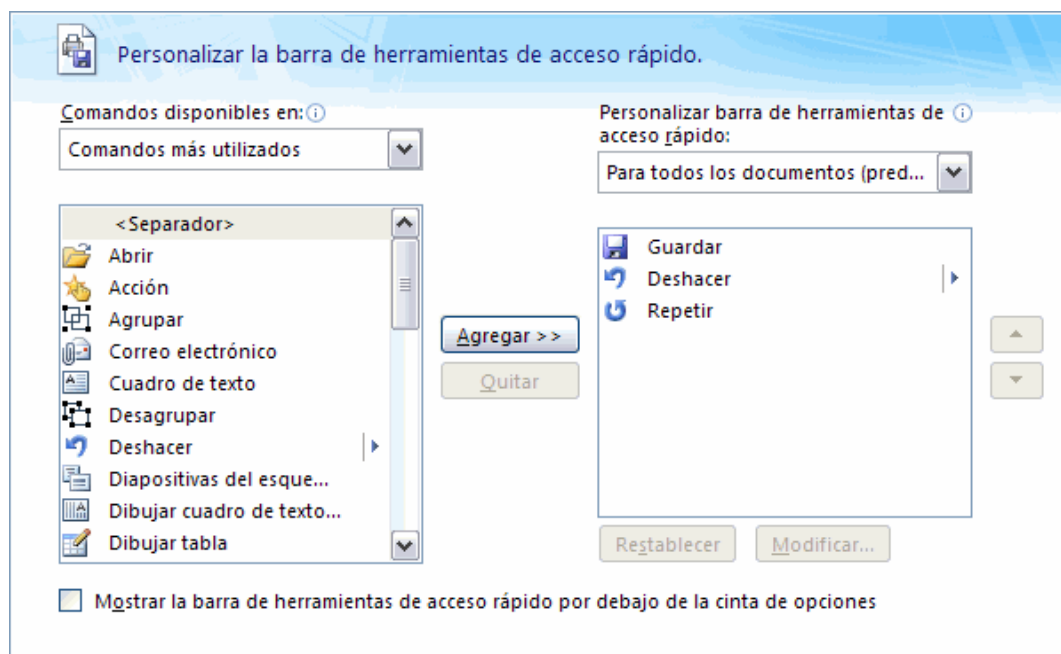 Personalizar la barra de herramientas de acceso rápido.
Comandos disponibles en:
Comandos más utilizados
<Separador>
Abrir
Acción
Agrupar
Correo electrónico
Cuadro de texto
Desagrupar
Deshacer
Diapositivas del esque...
Dibujar cuadro de texto...
Dibujar tabla
Agregar >>
Quitar
Personalizar barra de herramientas de
acceso rápido:
Para todos los documentos (pred...
Guardar
Deshacer
Repetir
Restablecer
Modificar...
Mostrar la barra de herramientas de acceso rápido por debajo de la cinta de opciones